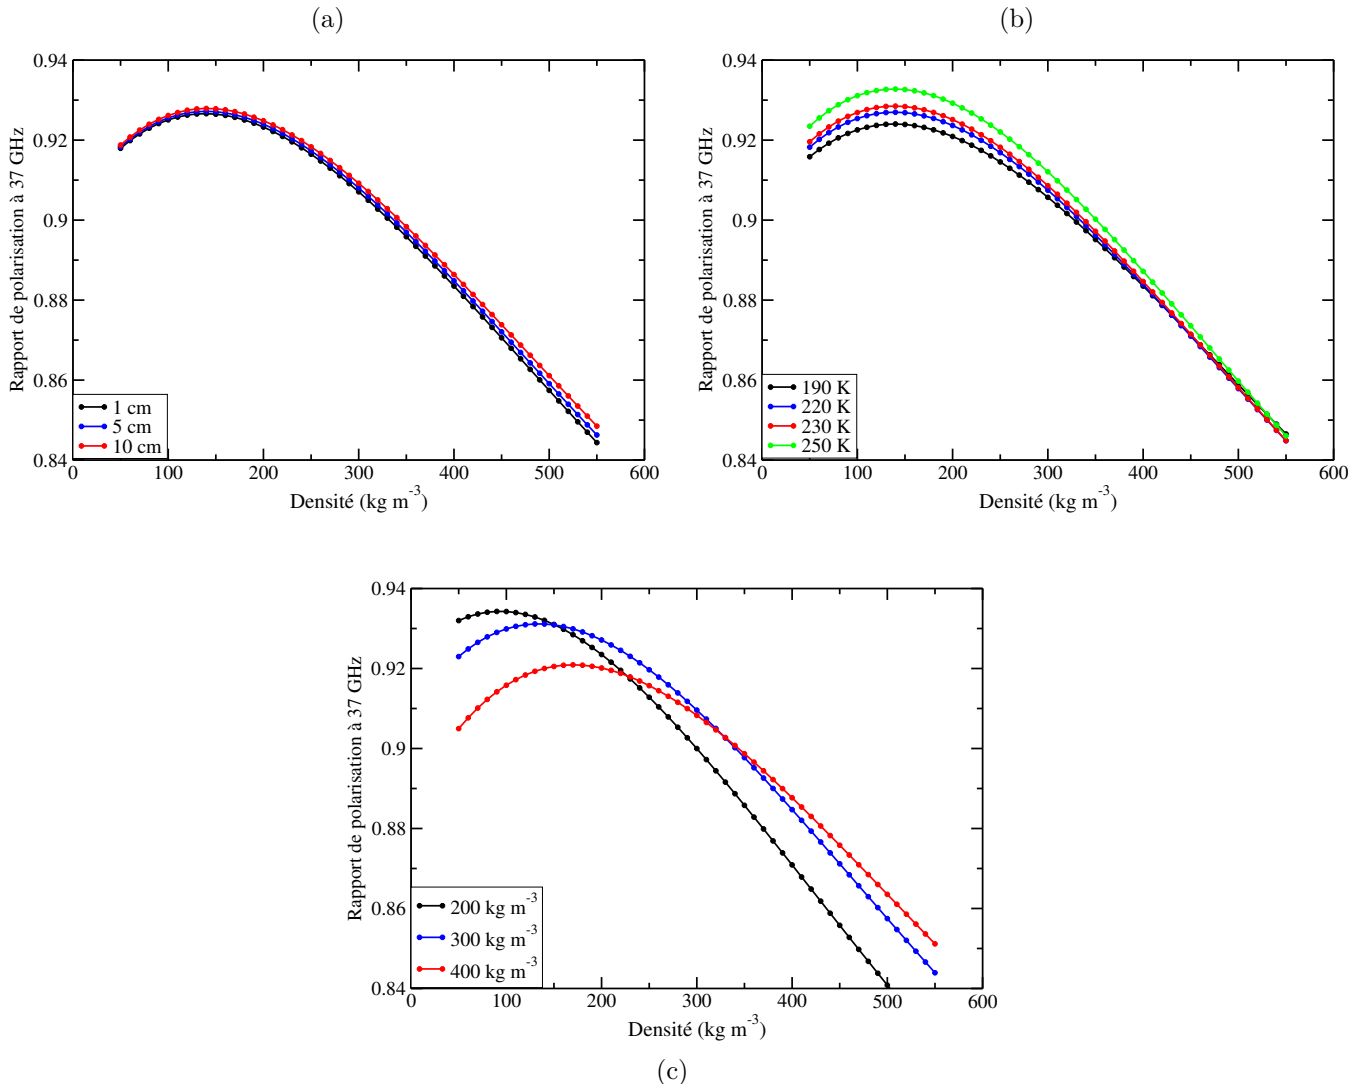 (a)
(b)
0.94
0.92
0.9
0.88
0.86
0.84
Rapport de polarisation à 37 GHz
1 cm
5 cm
10 cm
0 100 200 300 400 500 600
Densité (kg m⁻³)
0.94
0.92
0.9
0.88
0.86
0.84
Rapport de polarisation à 37 GHz
190 K
220 K
230 K
250 K
0 100 200 300 400 500 600
Densité (kg m⁻³)
0.94
0.92
0.9
0.88
0.86
0.84
Rapport de polarisation à 37 GHz
200 kg m⁻³
300 kg m⁻³
400 kg m⁻³
0 100 200 300 400 500 600
Densité (kg m⁻³)
(c)